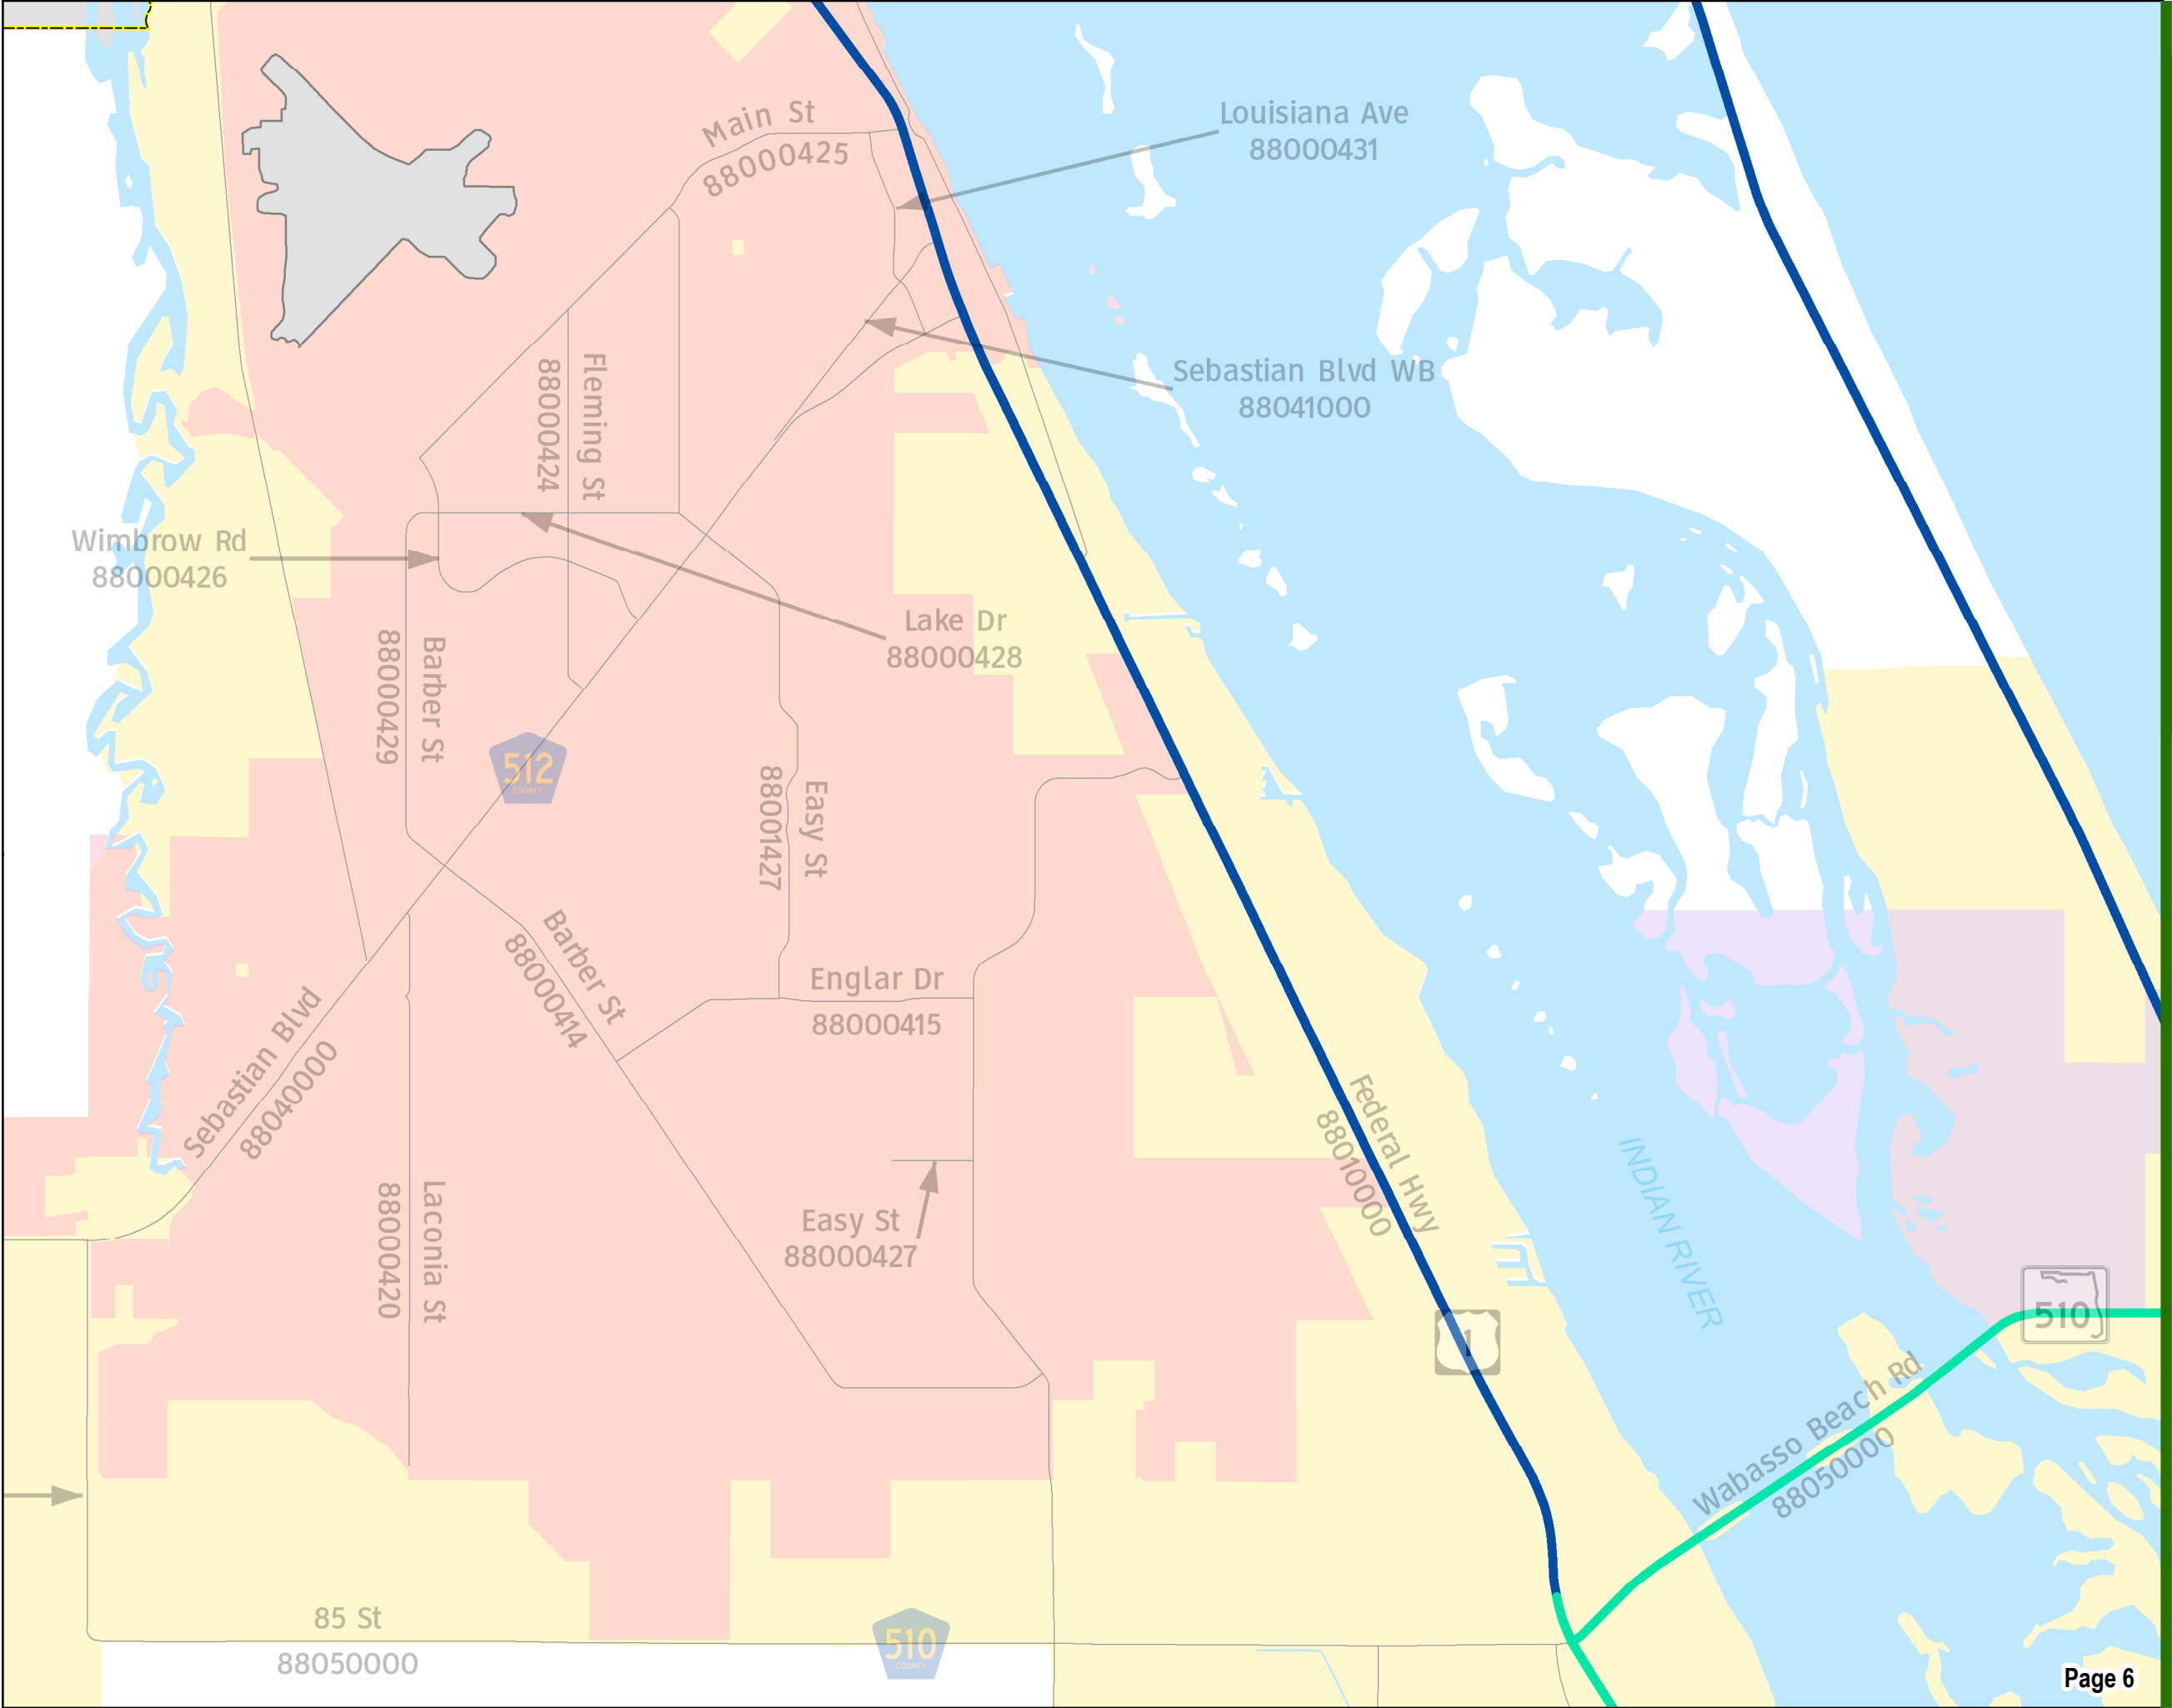 Main St
88000425
Louisiana Ave
88000431
Sebastian Blvd WB
88041000
Fleming St
88000424
Wimbrow Rd
88000426
Lake Dr
88000428
Barber St
88000429
512
COUNTY
Easy St
88001427
Barber St
88000414
Englar Dr
88000415
Sebastian Blvd
88040000
Federal Hwy
88010000
INDIAN RIVER
Laconia St
88000420
Easy St
88000427
1
510
Wabasso Beach Rd
88050000
85 St
88050000
510
COUNTY
Page 6